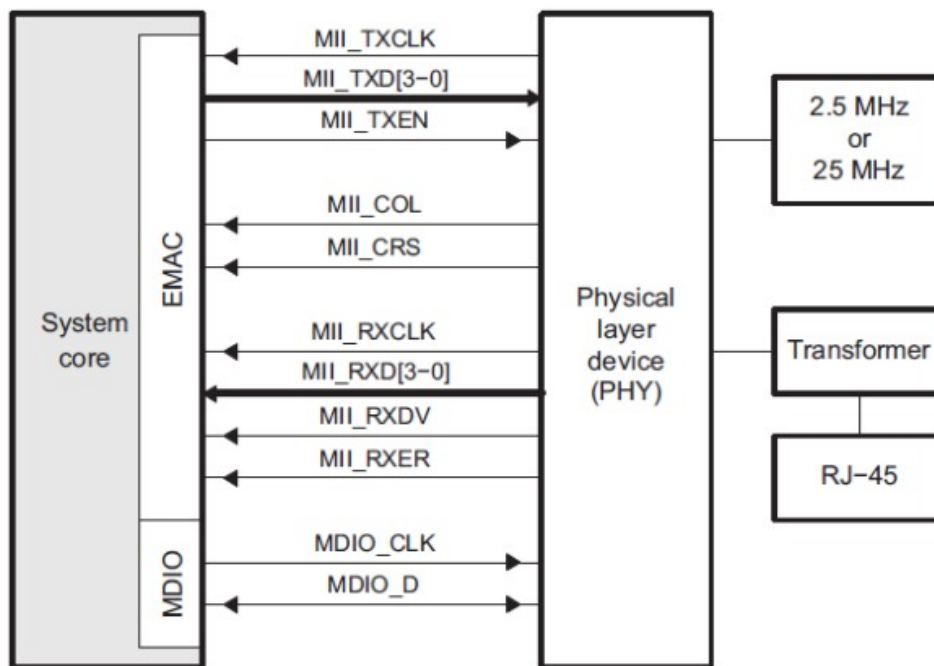 MII_TXCLK
MII_TXD[3−0]
MII_TXEN
MII_COL
MII_CRS
MII_RXCLK
MII_RXD[3−0]
MII_RXDV
MII_RXER
MDIO_CLK
MDIO_D
System
core
EMAC
MDIO
Physical
layer
device
(PHY)
2.5 MHz
or
25 MHz
Transformer
RJ−45